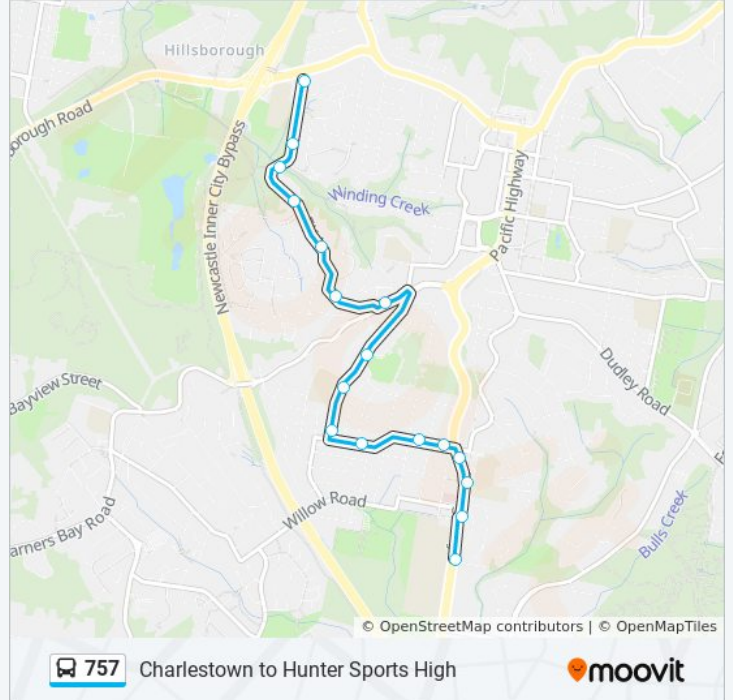 Hillsborough
orough Road
Newcastle Inner City Bypass
Winding Creek
Pacific Highway
Bayview Street
Dudley Road
Willow Road
arners Bay Road
Bulls Creek
© OpenStreetMap contributors | © OpenMapTiles
757 Charlestown to Hunter Sports High
moovit